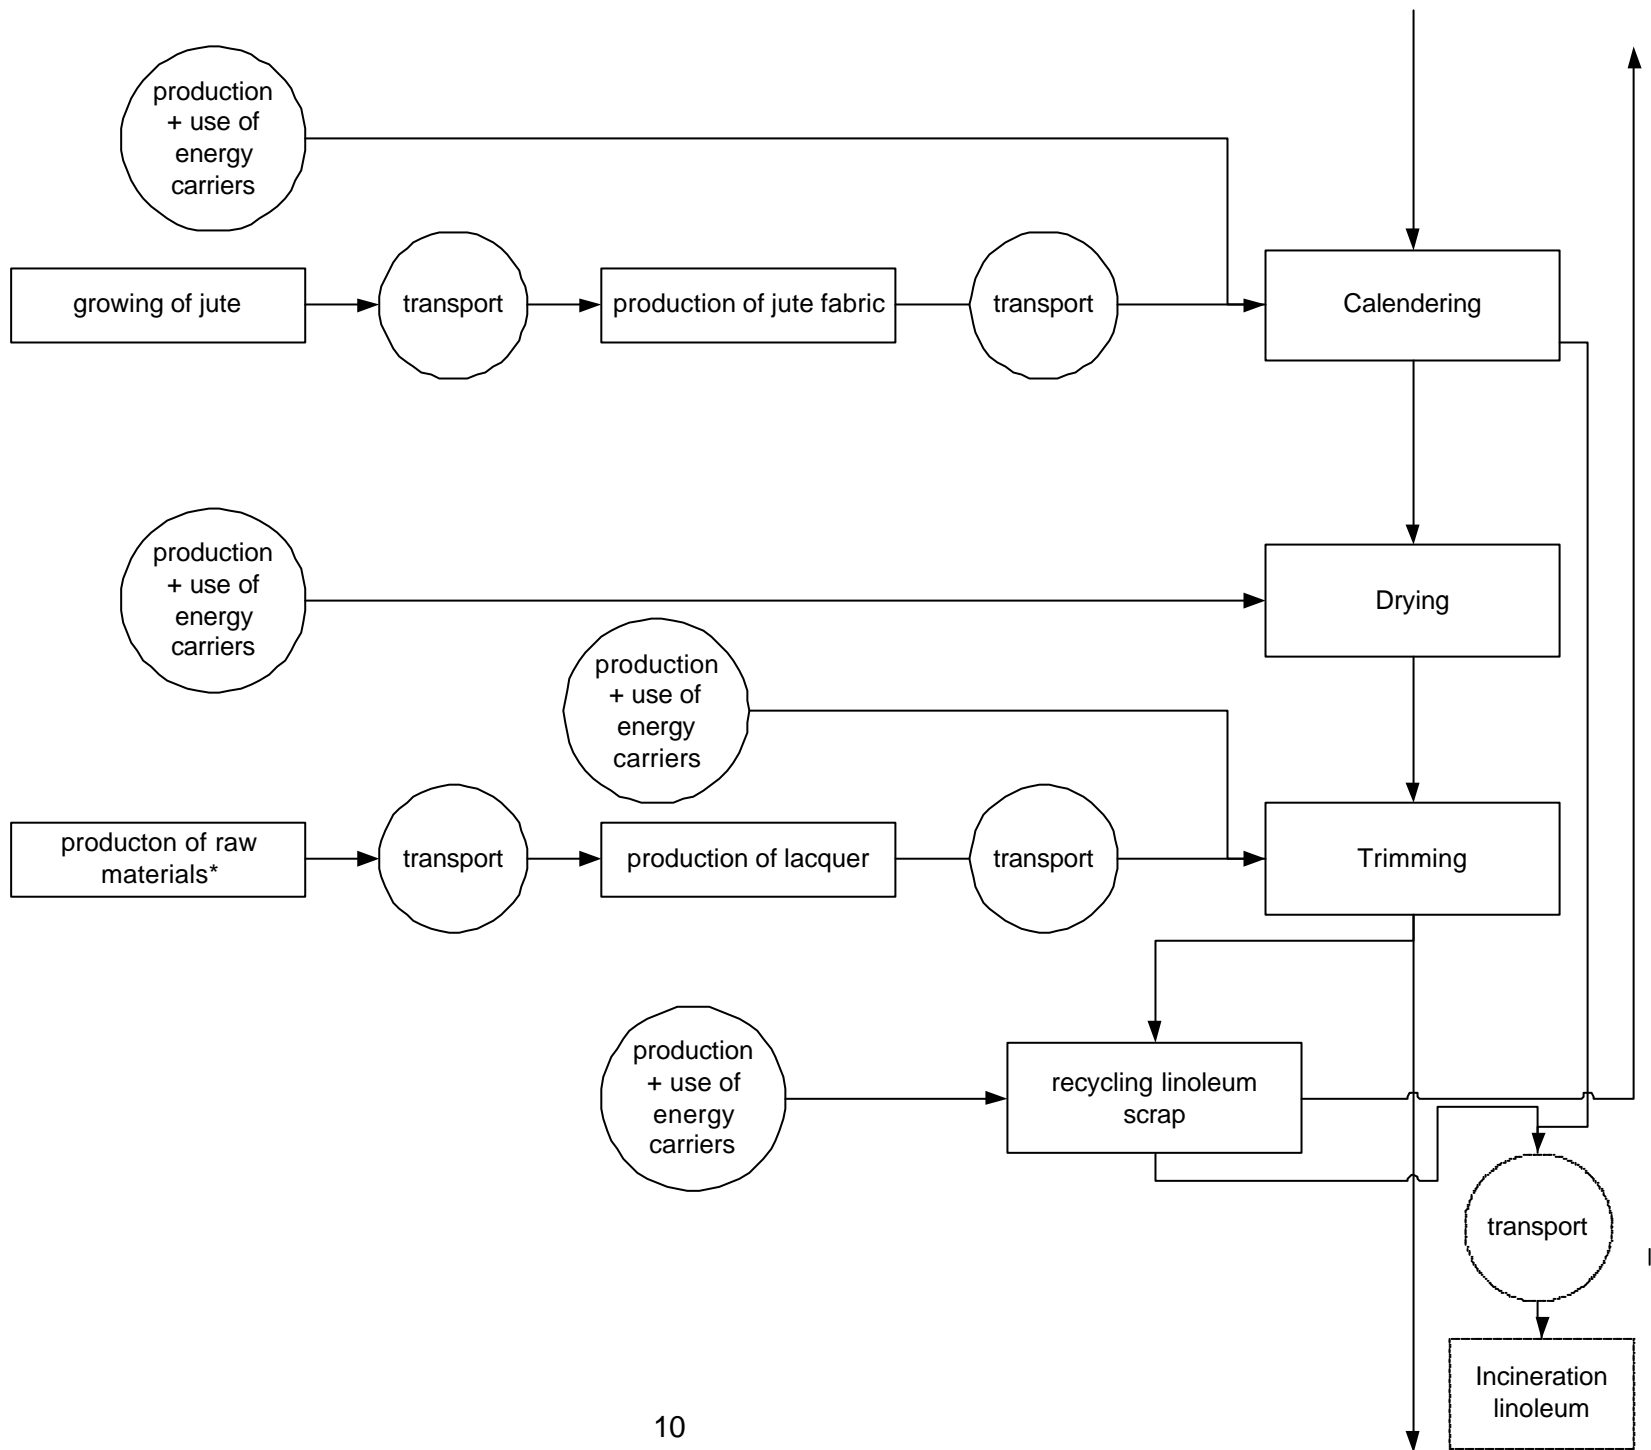 production
+ use of
energy
carriers
growing of jute
transport
production of jute fabric
transport
Calendering
production
+ use of
energy
carriers
Drying
production
+ use of
energy
carriers
producton of raw
materials*
transport
production of lacquer
transport
Trimming
production
+ use of
energy
carriers
recycling linoleum
scrap
transport
Incineration
linoleum
10